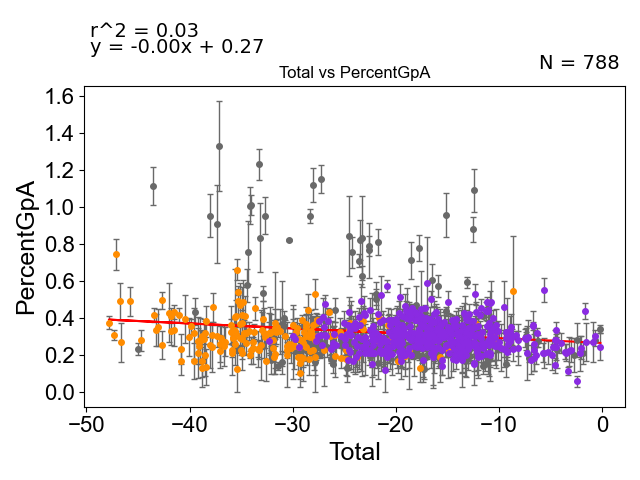 r^2 = 0.03
y = -0.00x + 0.27
N = 788
Total vs PercentGpA
1.6
1.4
1.2
1.0
0.8
0.6
0.4
0.2
0.0
PercentGpA
−50 −40 −30 −20 −10 0
Total